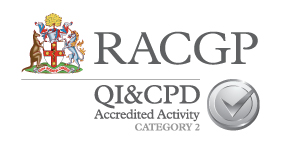 RACGP
QI&CPD
Accredited Activity
CATEGORY 2